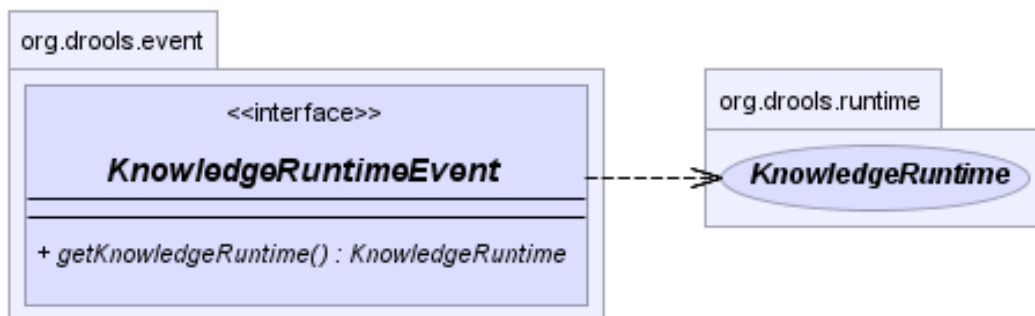 org.drools.event
<<interface>>
KnowledgeRuntimeEvent
+ getKnowledgeRuntime() : KnowledgeRuntime
org.drools.runtime
KnowledgeRuntime